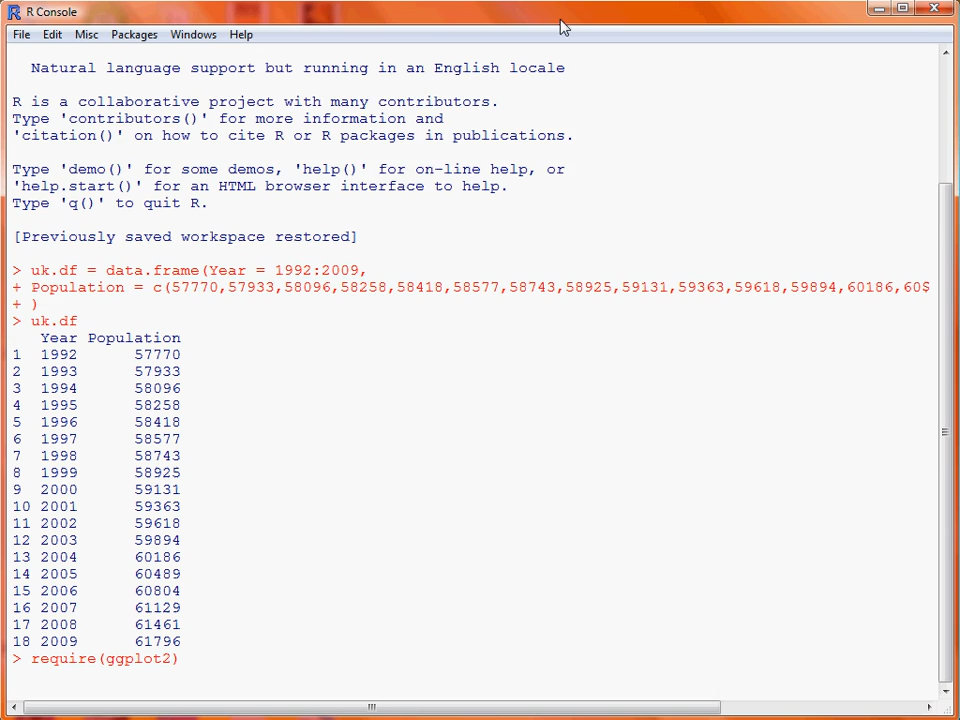 R Console
File Edit Misc Packages Windows Help
Natural language support but running in an English locale
R is a collaborative project with many contributors.
Type 'contributors()' for more information and
'citation()' on how to cite R or R packages in publications.
Type 'demo()' for some demos, 'help()' for on-line help, or
'help.start()' for an HTML browser interface to help.
Type 'q()' to quit R.
[Previously saved workspace restored]
> uk.df = data.frame(Year = 1992:2009,
+ Population = c(57770,57933,58096,58258,58418,58577,58743,58925,59131,59363,59618,59894,60186,60$
+ )
> uk.df
Year Population
1 1992 57770
2 1993 57933
3 1994 58096
4 1995 58258
5 1996 58418
6 1997 58577
7 1998 58743
8 1999 58925
9 2000 59131
10 2001 59363
11 2002 59618
12 2003 59894
13 2004 60186
14 2005 60489
15 2006 60804
16 2007 61129
17 2008 61461
18 2009 61796
> require(ggplot2)